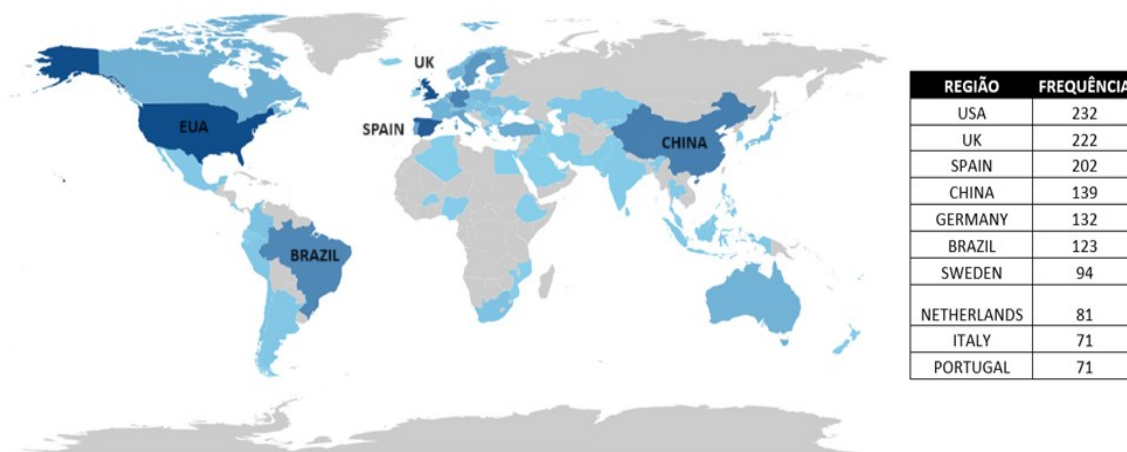 UK
EUA
SPAIN
CHINA
BRAZIL
REGIÃO FREQUÊNCIA
USA 232
UK 222
SPAIN 202
CHINA 139
GERMANY 132
BRAZIL 123
SWEDEN 94
NETHERLANDS 81
ITALY 71
PORTUGAL 71